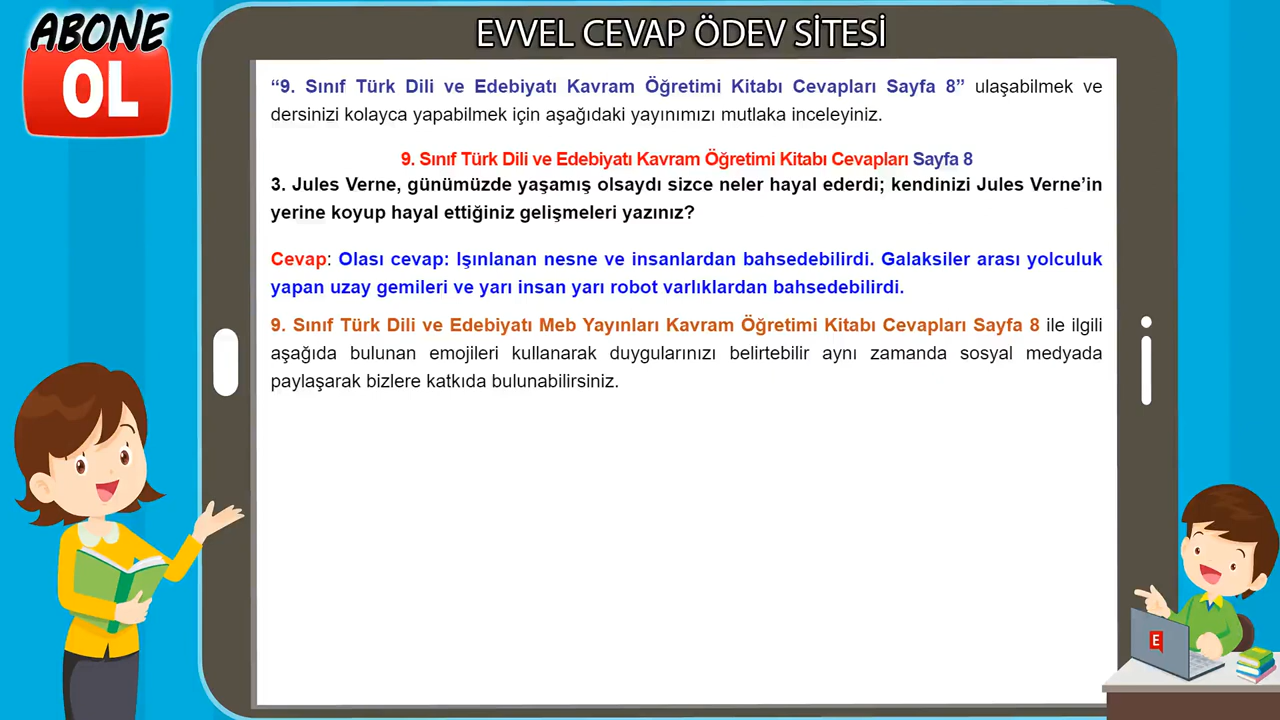 ABONE
OL
EVVEL CEVAP ÖDEV SİTESİ
“9. Sınıf Türk Dili ve Edebiyatı Kavram Öğretimi Kitabı Cevapları Sayfa 8” ulaşabilmek ve
dersinizi kolayca yapabilmek için aşağıdaki yayınımızı mutlaka inceleyiniz.
9. Sınıf Türk Dili ve Edebiyatı Kavram Öğretimi Kitabı Cevapları Sayfa 8
3. Jules Verne, günümüzde yaşamış olsaydı sizce neler hayal ederdi; kendinizi Jules Verne’in
yerine koyup hayal ettiğiniz gelişmeleri yazınız?
Cevap: Olası cevap: Işınlanan nesne ve insanlardan bahsedebilirdi. Galaksiler arası yolculuk
yapan uzay gemileri ve yarı insan yarı robot varlıklardan bahsedebilirdi.
9. Sınıf Türk Dili ve Edebiyatı Meb Yayınları Kavram Öğretimi Kitabı Cevapları Sayfa 8 ile ilgili
aşağıda bulunan emojileri kullanarak duygularınızı belirtebilir aynı zamanda sosyal medyada
paylaşarak bizlere katkıda bulunabilirsiniz.
E